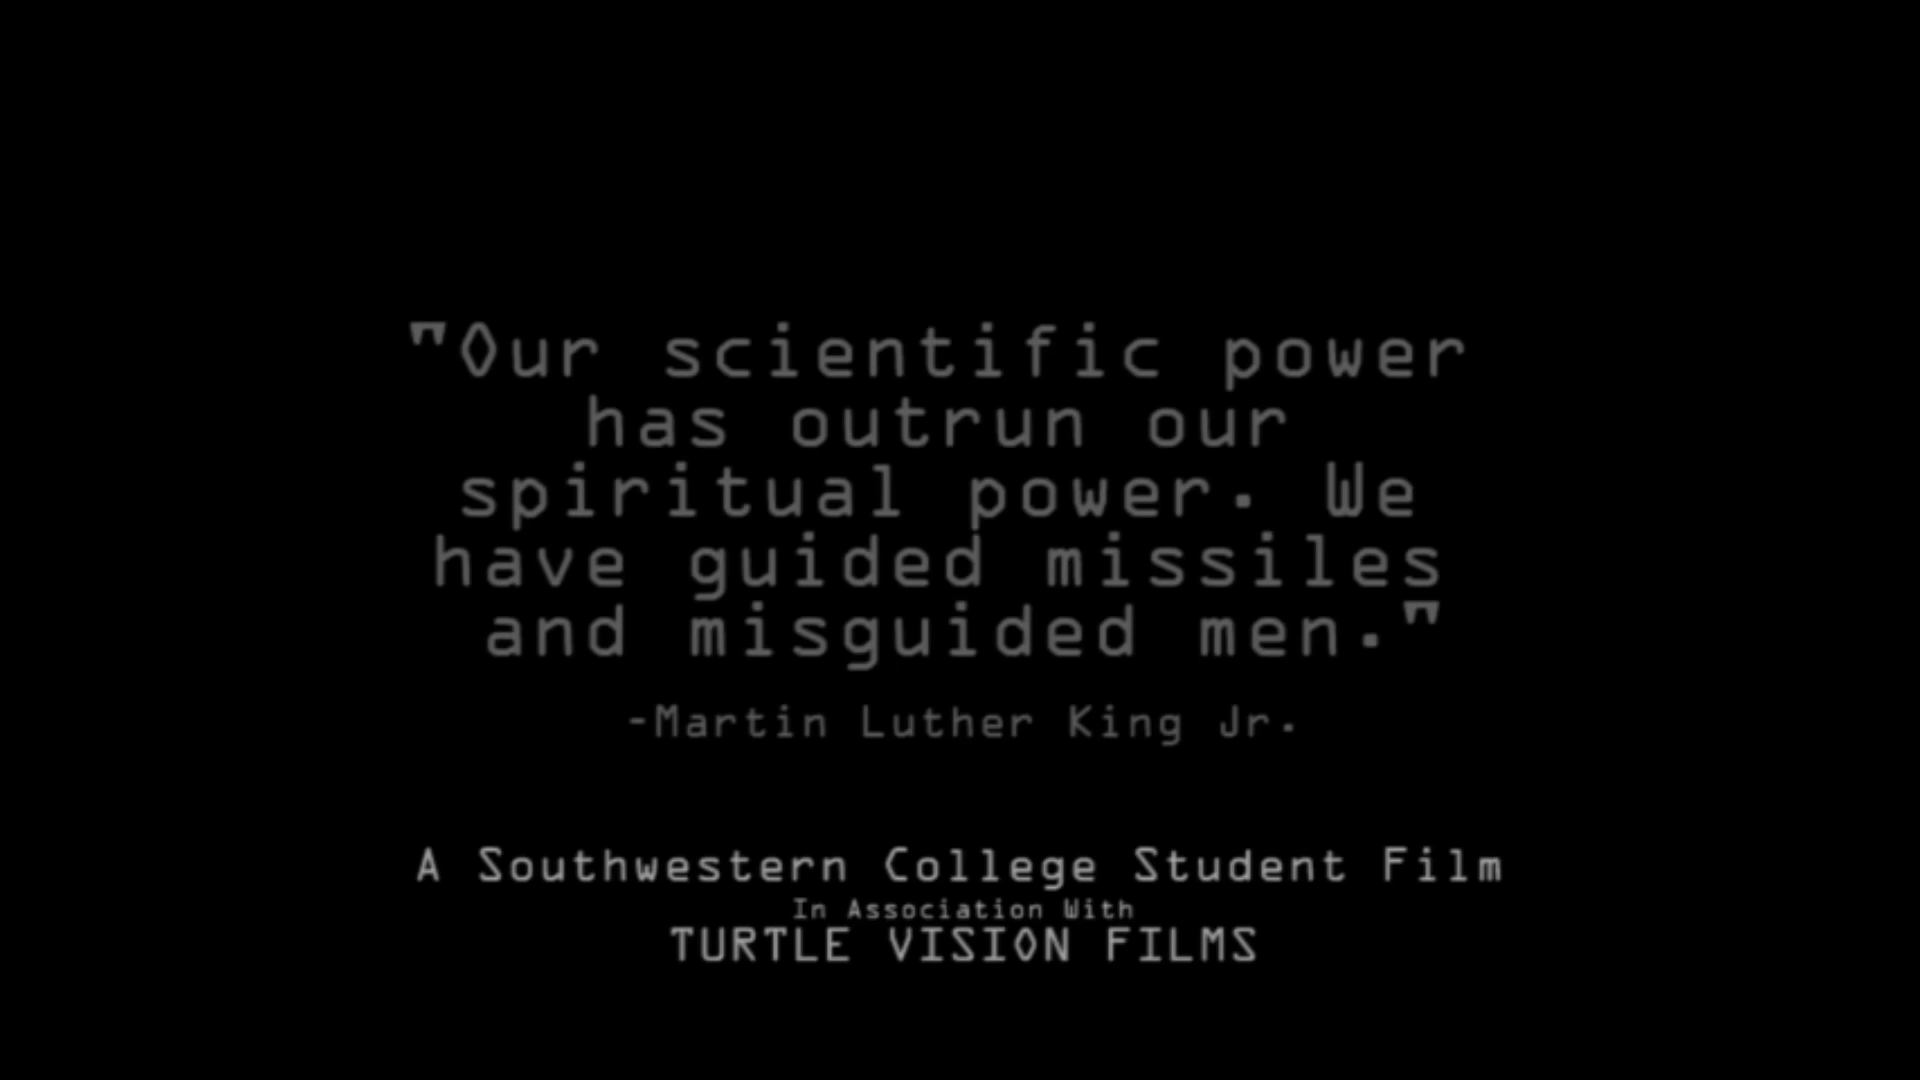 "Our scientific power
has outrun our
spiritual power. We
have guided missiles
and misguided men."
-Martin Luther King Jr.
A Southwestern College Student Film
In Association With
TURTLE VISION FILMS